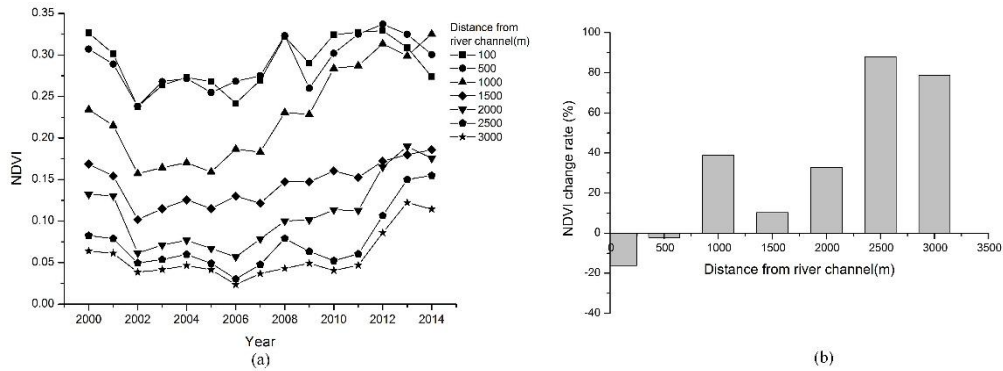 Distance from
river channel(m)
100
500
1000
1500
2000
2500
3000
0.35
0.30
0.25
0.20
0.15
0.10
0.05
0.00
NDVI
2000 2002 2004 2006 2008 2010 2012 2014
Year
(a)
100
80
60
40
20
0
-20
-40
NDVI change rate (%)
0 500 1000 1500 2000 2500 3000 3500
Distance from river channel(m)
(b)